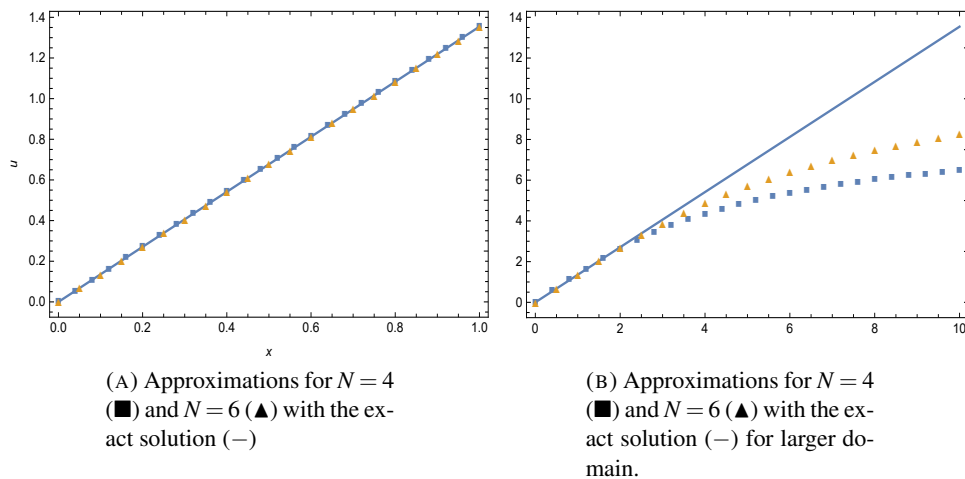 1.4
1.2
1.0
0.8
0.6
0.4
0.2
0.0
u
0.0 0.2 0.4 0.6 0.8 1.0
x
14
12
10
8
6
4
2
0
0 2 4 6 8 10
(A) Approximations for N = 4
(■) and N = 6 (▲) with the ex-
act solution (−)
(B) Approximations for N = 4
(■) and N = 6 (▲) with the ex-
act solution (−) for larger do-
main.